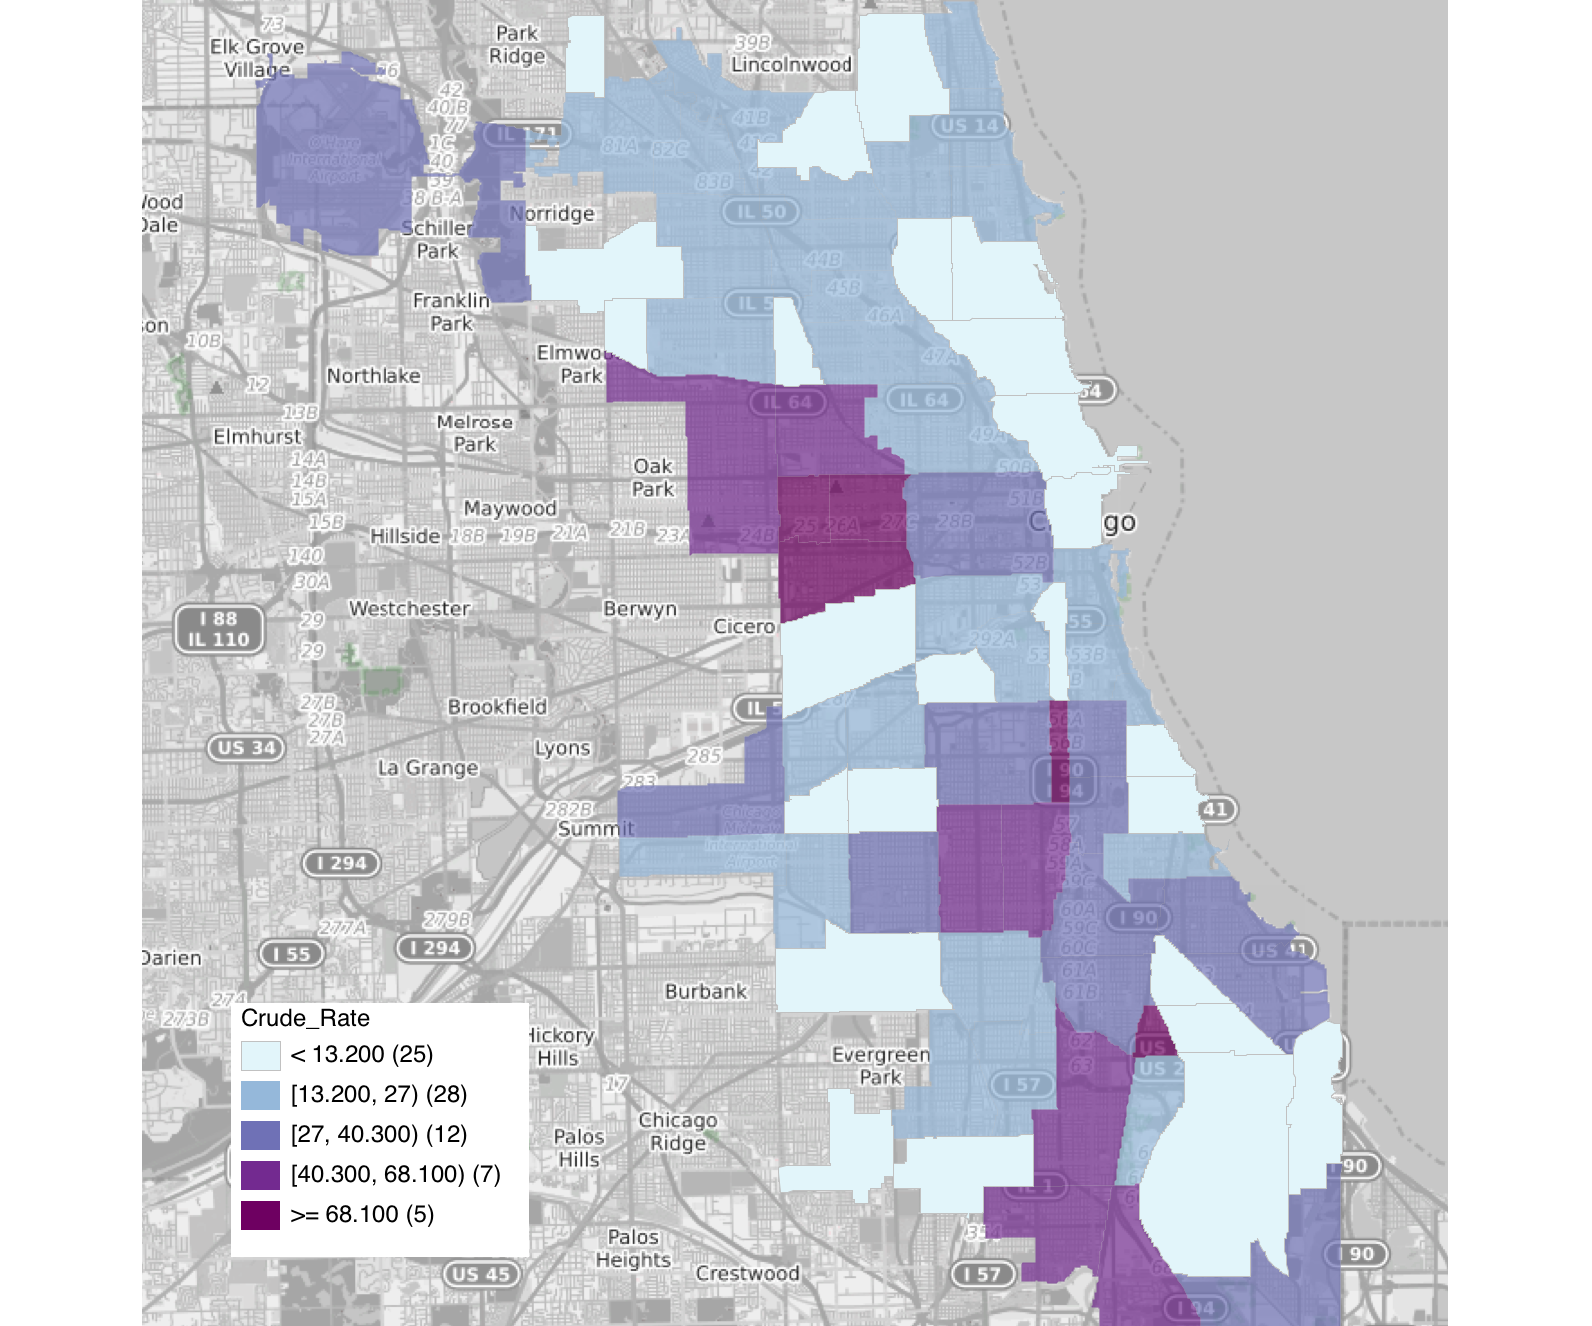 73
Park
Ridge
39B
Elk Grove
Village
Lincolnwood
76
42
40 B
77
41B
US 14
IL 171
1C
81A
82C
O'Hare
International
Airport
40
42
39
83B
38 B-A
Wood
Dale
Norridge
IL 50
Schiller
Park
44B
45B
Franklin
Park
46A
10B
Elmwoo
Park
47A
Northlake
12
IL 64
IL 64
64
13B
Melrose
Park
Elmhurst
49A
14A
Oak
Park
50B
14B
15A
51B
Maywood
15B
Hillside
18B
19B
21A
21B
23A
24B
25
26A
27C
28B
C
go
140
52B
30A
53
I 88
IL 110
29
Westchester
Berwyn
Cicero
55
29
292A
53B
27B
27B
27A
Brookfield
287
US 34
Lyons
285
56A
56B
La Grange
283
I 90
I 94
282B
Summit
Chicago
Midway
International
Airport
41
57
58A
59A
I 294
60A
59C
60C
I 90
277A
279B
I 55
I 294
US 41
Darien
61A
61B
274
273B
Burbank
Crude_Rate
< 13.200 (25)
[13.200, 27) (28)
[27, 40.300) (12)
[40.300, 68.100) (7)
>= 68.100 (5)
Hickory
Hills
Evergreen
Park
62
63
US
US 2
17
I 57
Chicago
Ridge
Palos
Hills
90
IL 1
354
Palos
Heights
Crestwood
US 45
I 57
I 90
I 94